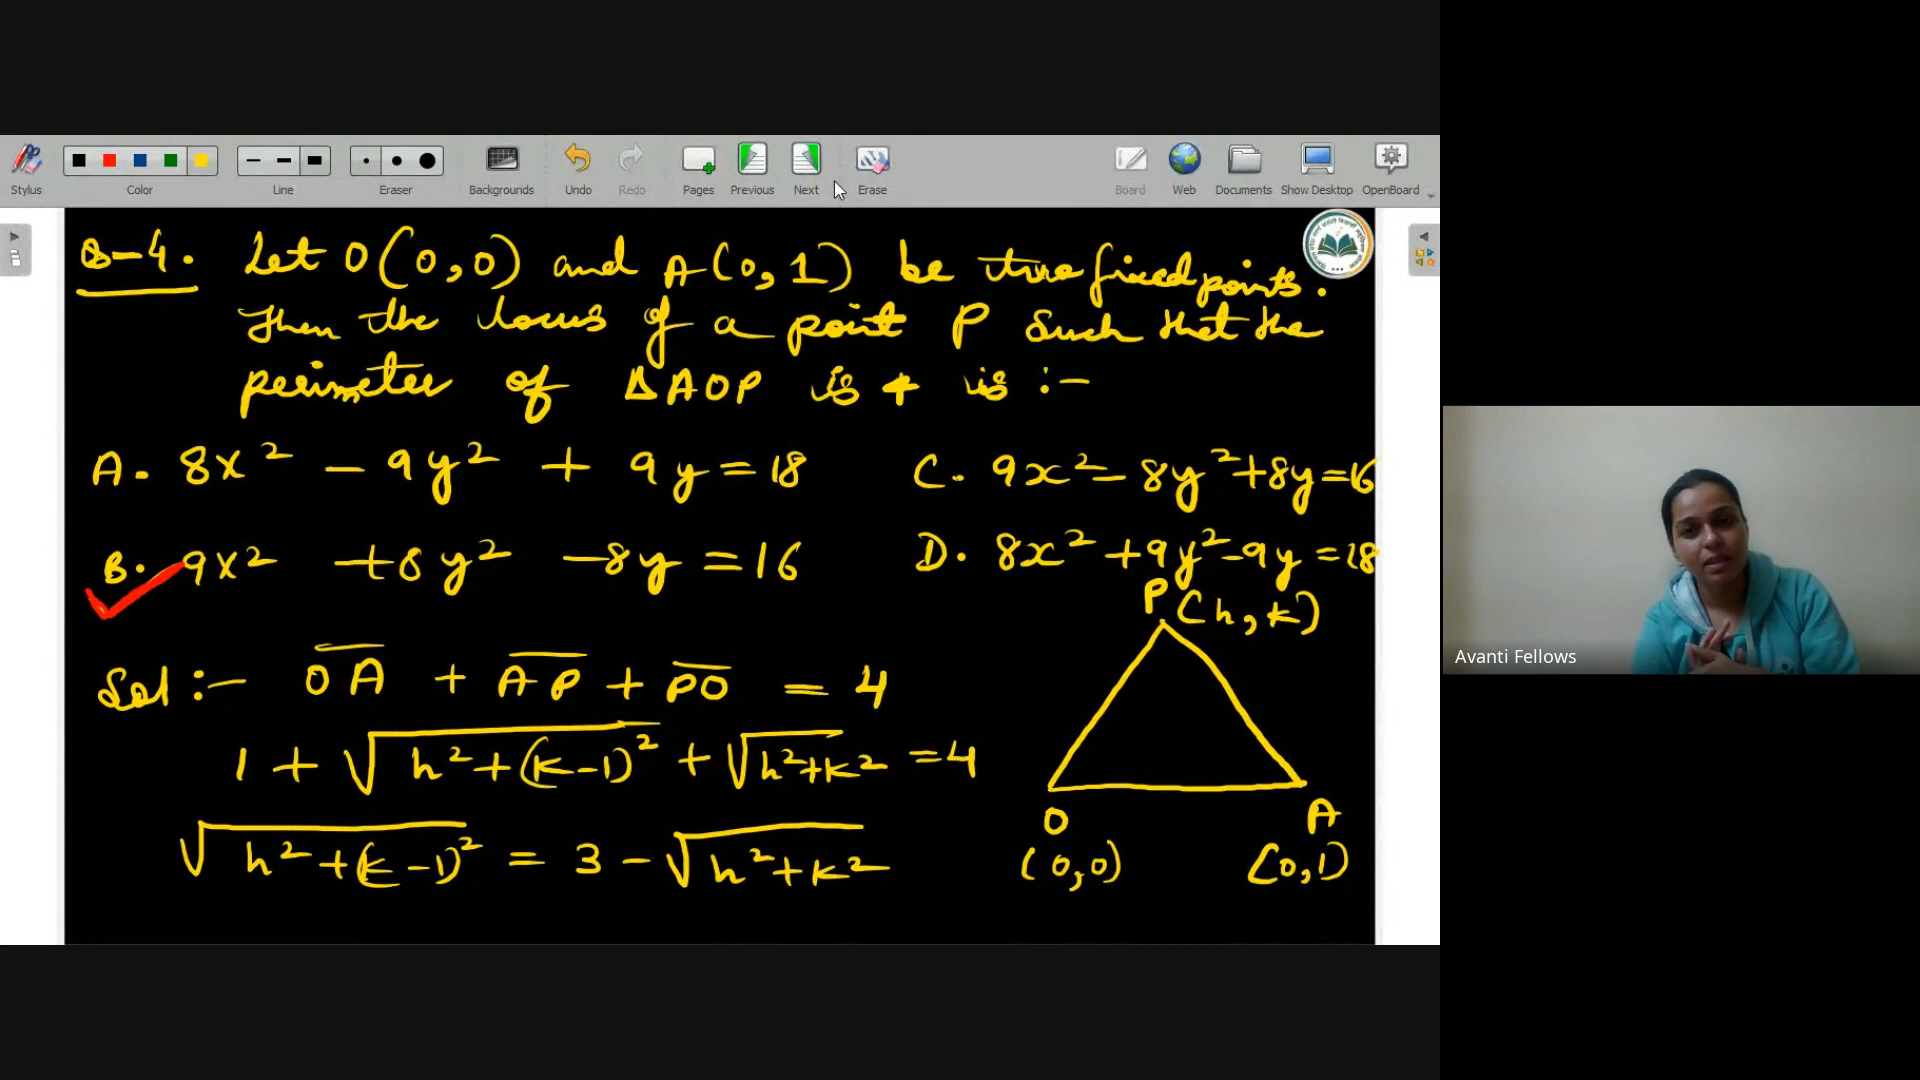 Stylus Color Line Eraser Backgrounds Undo Redo Pages Previous Next Erase Board Web Documents Show Desktop OpenBoard
Q-4. Let O(0,0) and A(0,1) be two fixed points.
Then the locus of a point P such that the
perimeter of ΔAOP is 4 is :-
A. 8x² - 9y² + 9y = 18
C. 9x² - 8y² + 8y = 16
B. 9x² + 8y² - 8y = 16
D. 8x² + 9y² - 9y = 18
P (h, k)
Sol :- OA + AP + PO = 4
1 + √h² + (k-1)² + √h² + k² = 4
√h² + (k-1)² = 3 - √h² + k²
O A
(0,0) (0,1)
Avanti Fellows